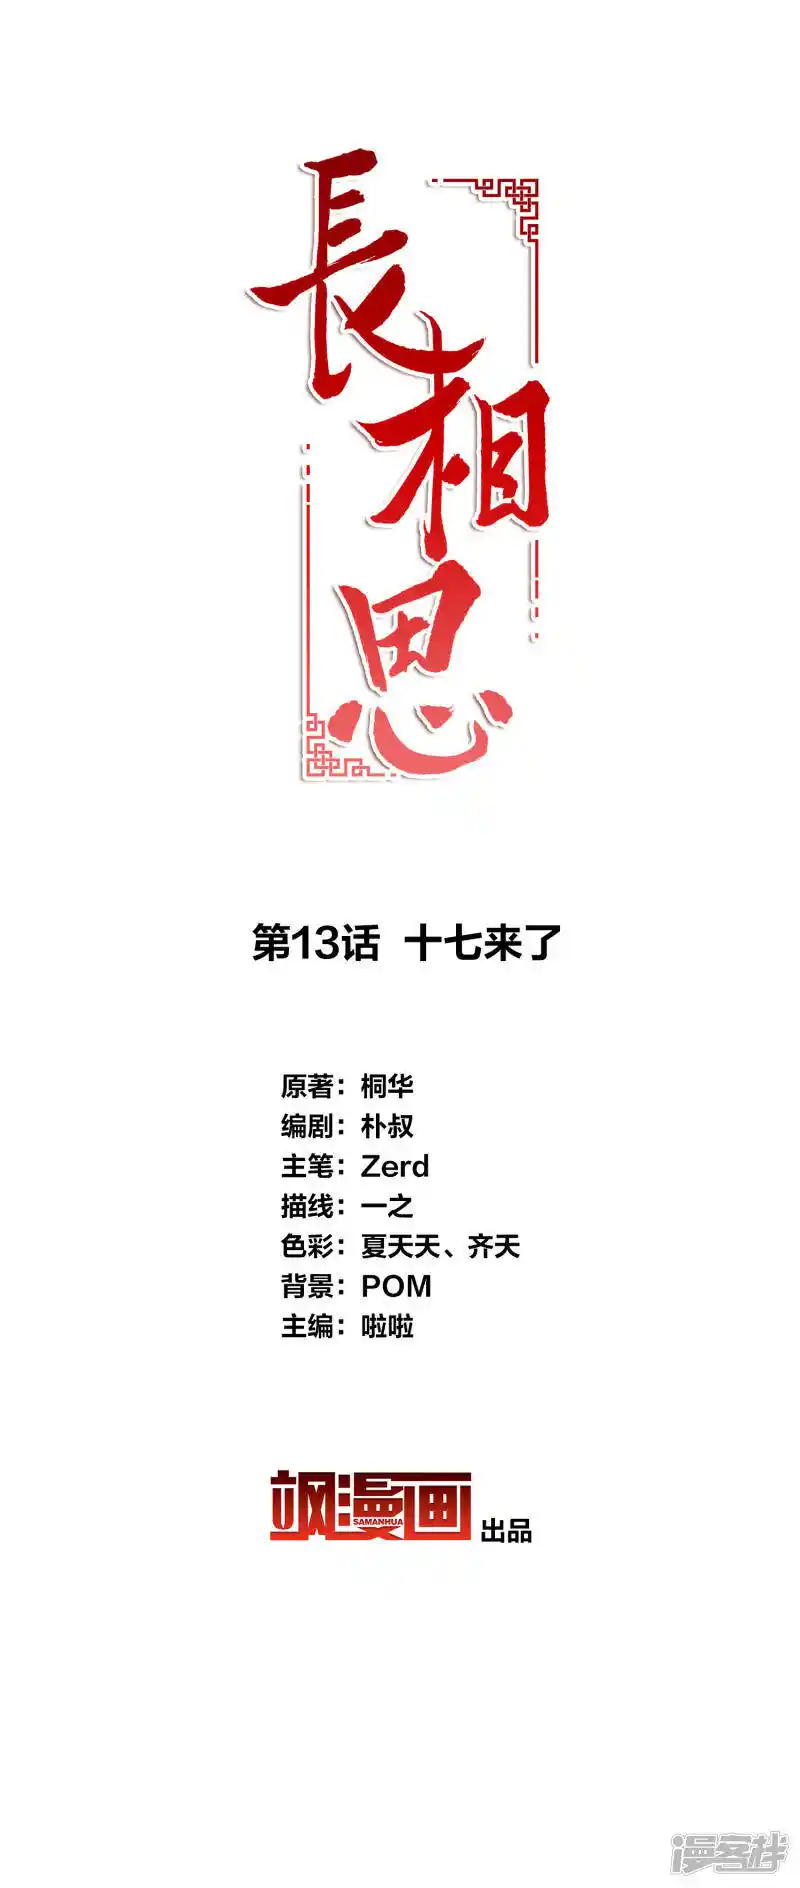 長相思
第13话 十七来了
原著：桐华
编剧：朴叔
主笔：Zerd
描线：一之
色彩：夏天天、齐天
背景：POM
主编：啦啦
飒漫画 SAMANHUA 出品
漫客栈